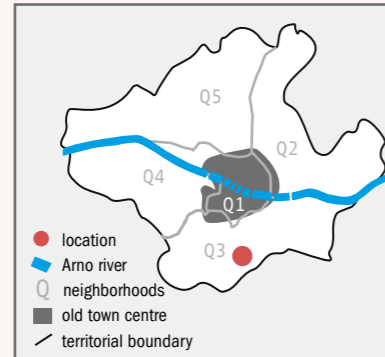 Q5
Q2
Q4
Q1
Q3
location
Arno river
Q neighborhoods
old town centre
territorial boundary